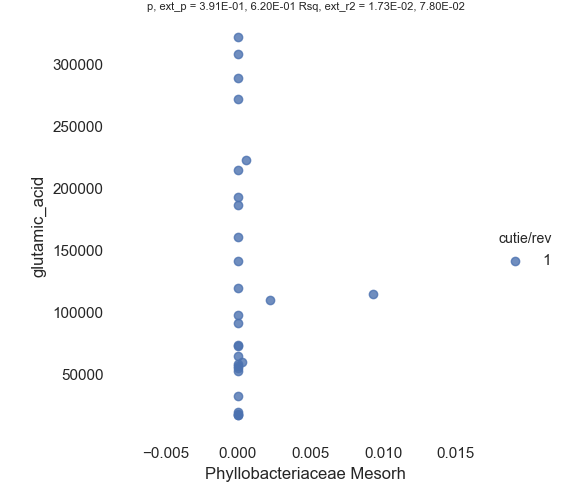 p, ext_p = 3.91E-01, 6.20E-01 Rsq, ext_r2 = 1.73E-02, 7.80E-02
300000
250000
200000
150000
100000
50000
glutamic_acid
cutie/rev
1
−0.005 0.000 0.005 0.010 0.015
Phyllobacteriaceae Mesorh